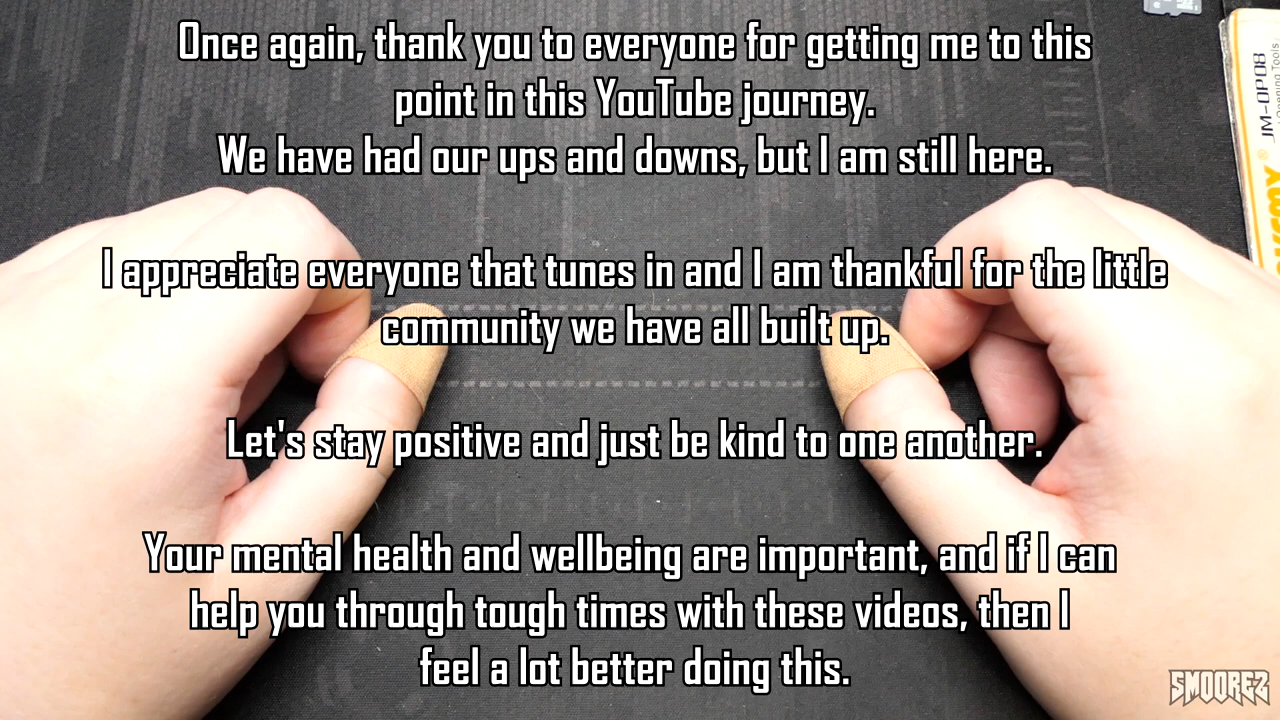 Once again, thank you to everyone for getting me to this
point in this YouTube journey.
We have had our ups and downs, but I am still here.
I appreciate everyone that tunes in and I am thankful for the little
community we have all built up.
Let's stay positive and just be kind to one another.
Your mental health and wellbeing are important, and if I can
help you through tough times with these videos, then I
feel a lot better doing this.
JM-OP08
Opening Tools
SMOOREZ